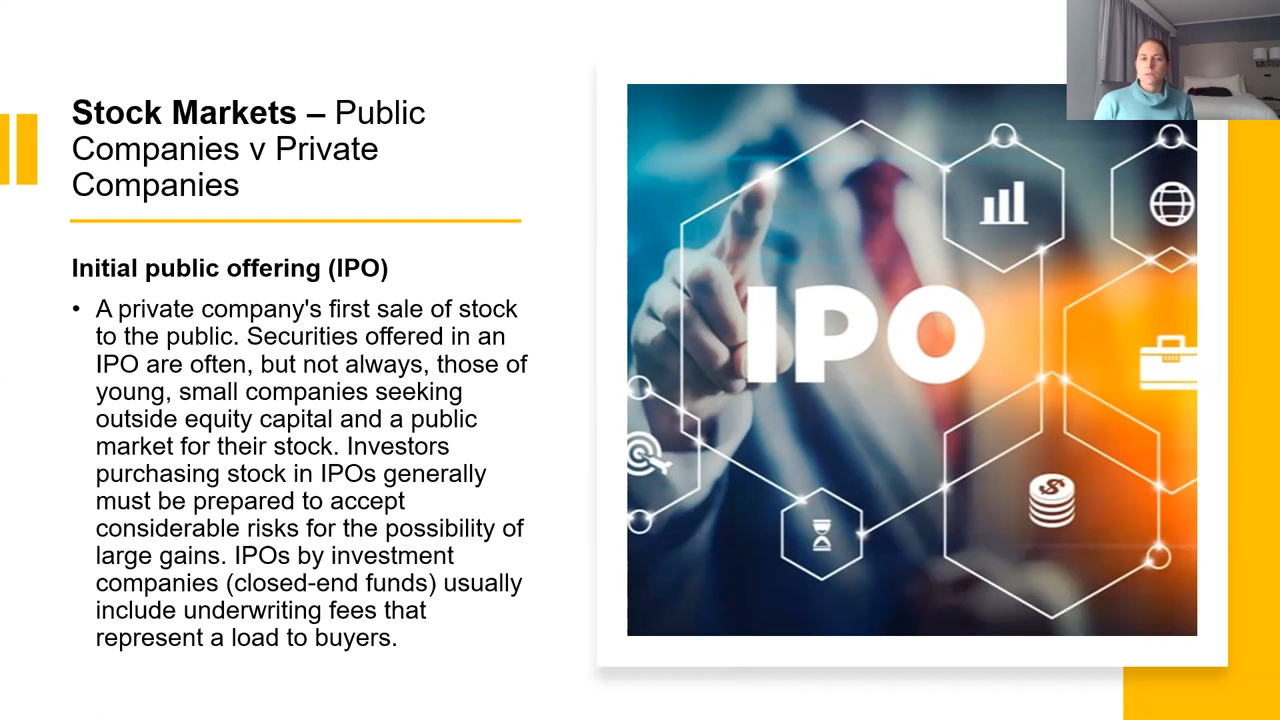 Stock Markets – Public
Companies v Private
Companies
Initial public offering (IPO)
• A private company's first sale of stock
to the public. Securities offered in an
IPO are often, but not always, those of
young, small companies seeking
outside equity capital and a public
market for their stock. Investors
purchasing stock in IPOs generally
must be prepared to accept
considerable risks for the possibility of
large gains. IPOs by investment
companies (closed-end funds) usually
include underwriting fees that
represent a load to buyers.
IPO
$